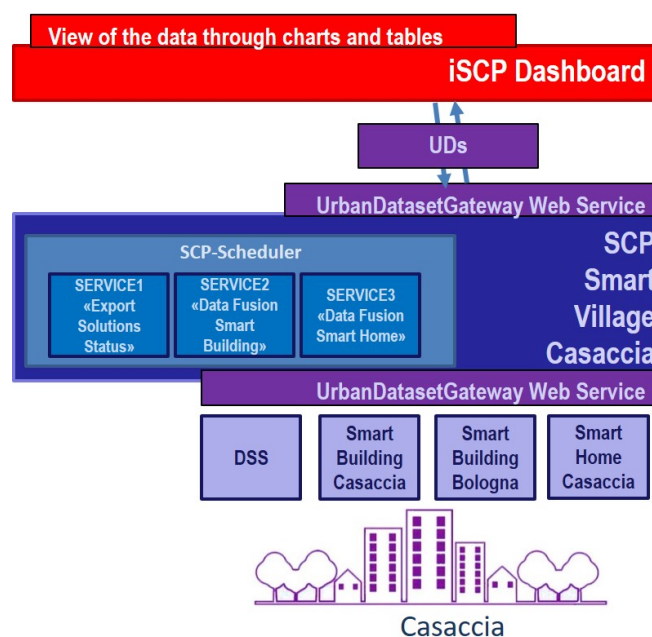 View of the data through charts and tables
iSCP Dashboard
UDs
UrbanDatasetGateway Web Service
SCP-Scheduler
SERVICE1
«Export
Solutions
Status»
SERVICE2
«Data Fusion
Smart
Building»
SERVICE3
«Data Fusion
Smart Home»
SCP
Smart
Village
Casaccia
UrbanDatasetGateway Web Service
DSS
Smart
Building
Casaccia
Smart
Building
Bologna
Smart
Home
Casaccia
Casaccia